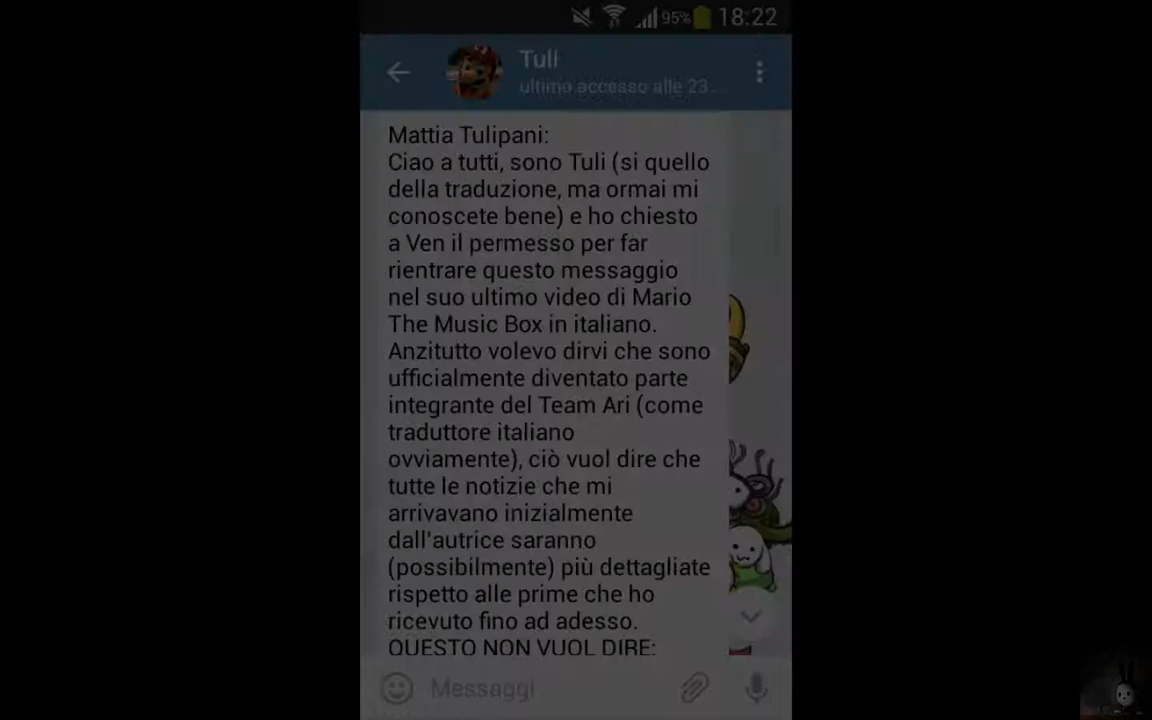 95% 18:22
Tuli
ultimo accesso alle 23...
Mattia Tulipani:
Ciao a tutti, sono Tuli (si quello
della traduzione, ma ormai mi
conoscete bene) e ho chiesto
a Ven il permesso per far
rientrare questo messaggio
nel suo ultimo video di Mario
The Music Box in italiano.
Anzitutto volevo dirvi che sono
ufficialmente diventato parte
integrante del Team Ari (come
traduttore italiano
ovviamente), ciò vuol dire che
tutte le notizie che mi
arrivavano inizialmente
dall'autrice saranno
(possibilmente) più dettagliate
rispetto alle prime che ho
ricevuto fino ad adesso.
QUESTO NON VUOL DIRE:
Messaggi